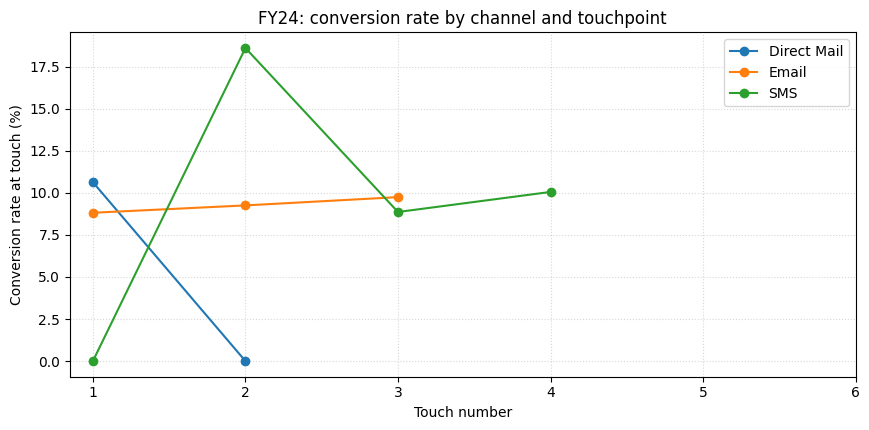 FY24: conversion rate by channel and touchpoint
Direct Mail
Email
SMS
Conversion rate at touch (%)
17.5
15.0
12.5
10.0
7.5
5.0
2.5
0.0
1 2 3 4 5 6
Touch number